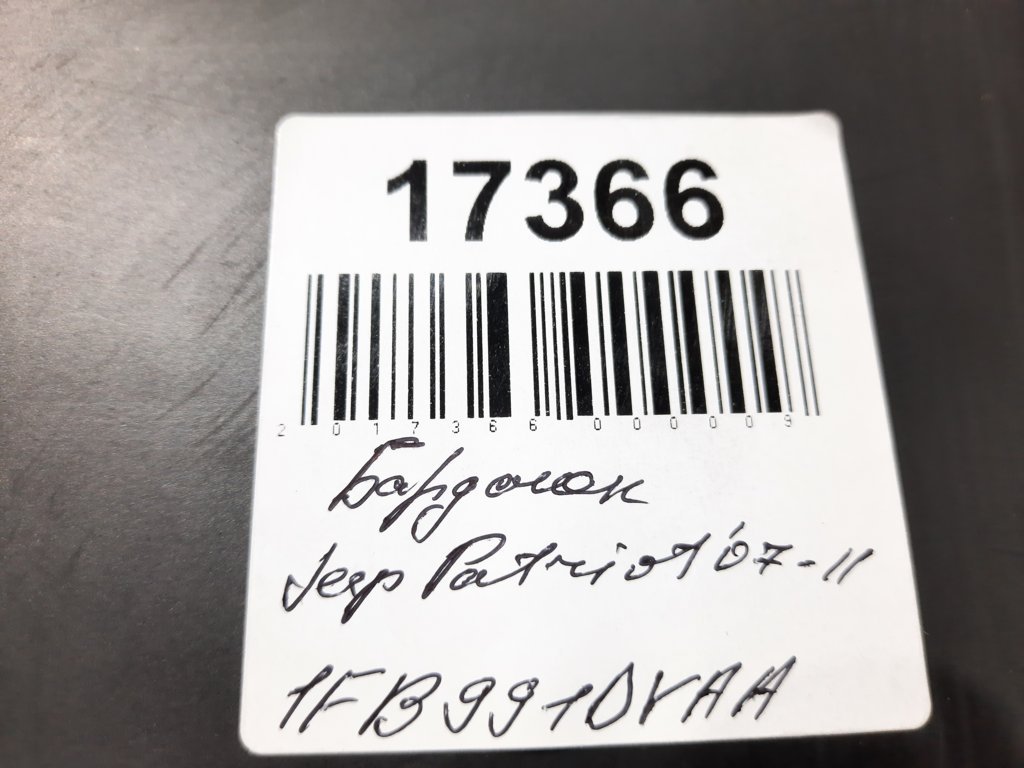 17366
2 017366 000009
Бардачок
Jeep Patriot '07-11
1FB991DVAA